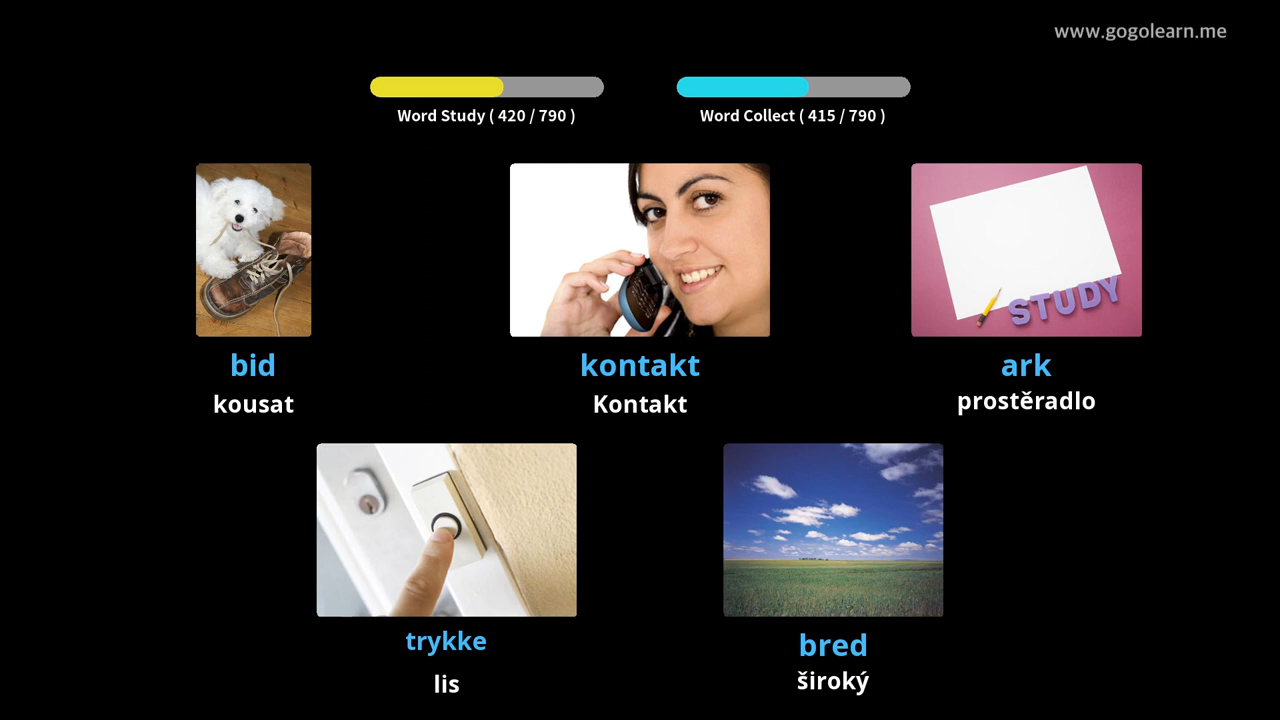 www.gogolearn.me
Word Study ( 420 / 790 )
Word Collect ( 415 / 790 )
STUDY
bid
kousat
kontakt
Kontakt
ark
prostěradlo
trykke
lis
bred
široký